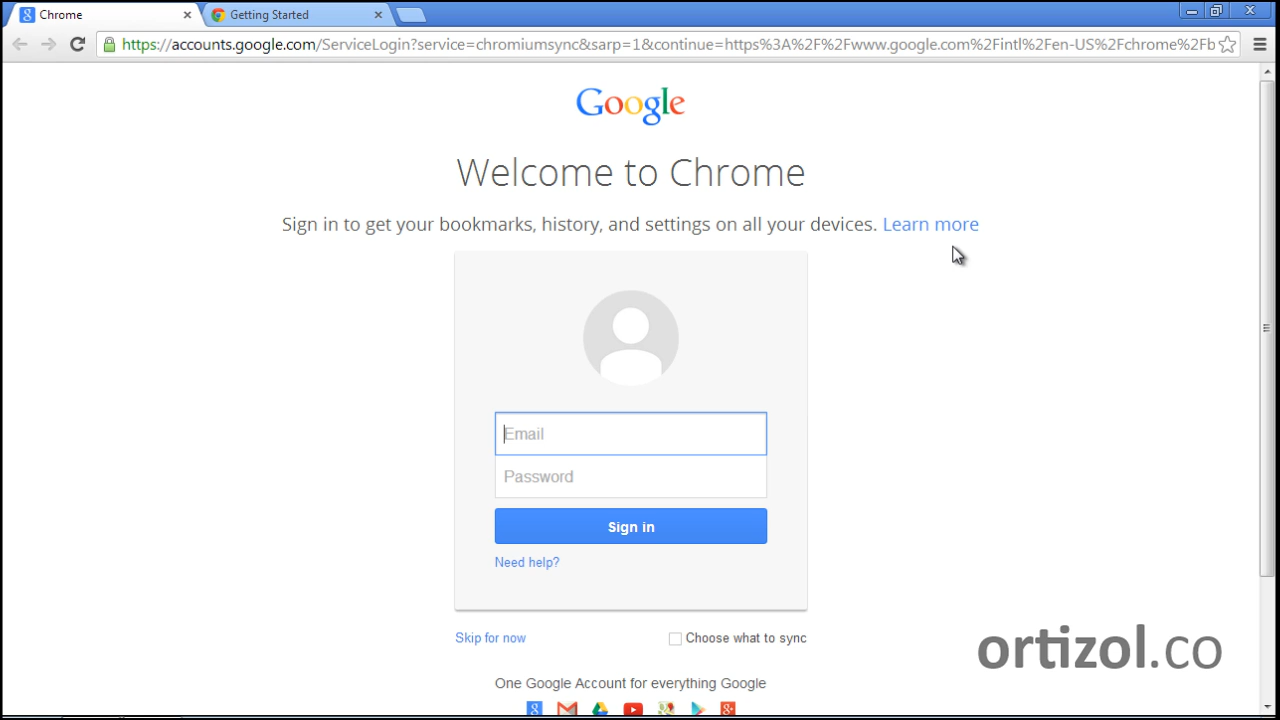 Chrome
Getting Started
https://accounts.google.com/ServiceLogin?service=chromiumsync&sarp=1&continue=https%3A%2F%2Fwww.google.com%2Fintl%2Fen-US%2Fchrome%2Fb
Google
Welcome to Chrome
Sign in to get your bookmarks, history, and settings on all your devices. Learn more
Email
Password
Sign in
Need help?
Skip for now
Choose what to sync
ortizol.co
One Google Account for everything Google